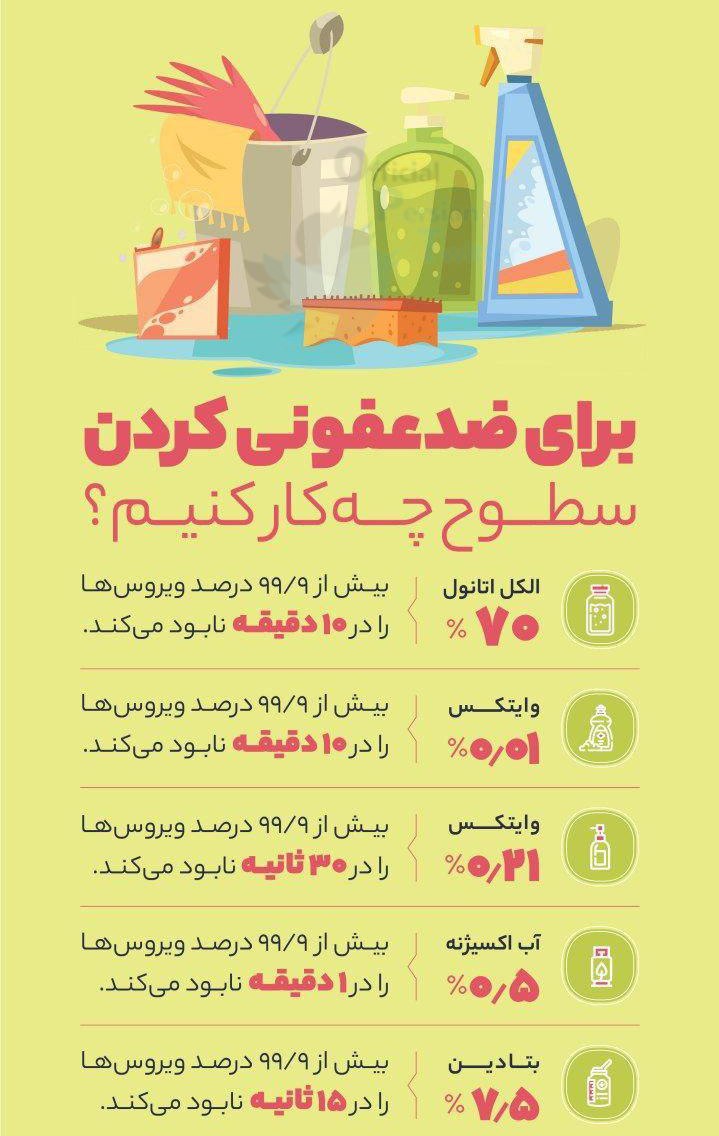 Official
Persian
برای ضدعفونی کردن
سطوح چه‌کار کنیم؟
الکل اتانول
۷۰ %
بیش از ۹۹/۹ درصد ویروس‌ها
را در ۱۰ دقیقه نابود می‌کند.
وایتکس
۰٫۰۱ %
بیش از ۹۹/۹ درصد ویروس‌ها
را در ۱۰ دقیقه نابود می‌کند.
وایتکس
۰٫۲۱ %
بیش از ۹۹/۹ درصد ویروس‌ها
را در ۳۰ ثانیه نابود می‌کند.
آب اکسیژنه
۰٫۵ %
بیش از ۹۹/۹ درصد ویروس‌ها
را در ۱ دقیقه نابود می‌کند.
بتادین
۷٫۵ %
بیش از ۹۹/۹ درصد ویروس‌ها
را در ۱۵ ثانیه نابود می‌کند.